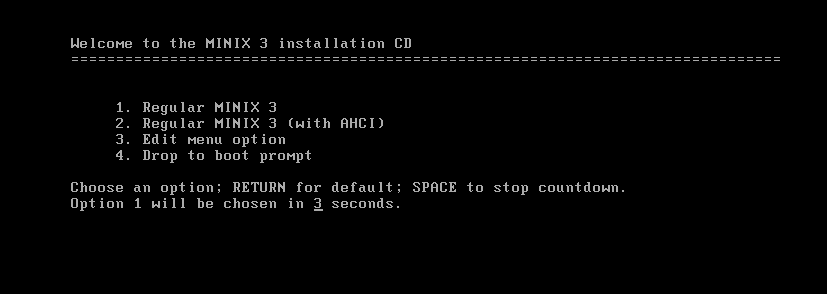 Welcome to the MINIX 3 installation CD
===============================================================================
1. Regular MINIX 3
2. Regular MINIX 3 (with AHCI)
3. Edit menu option
4. Drop to boot prompt
Choose an option; RETURN for default; SPACE to stop countdown.
Option 1 will be chosen in 3 seconds.